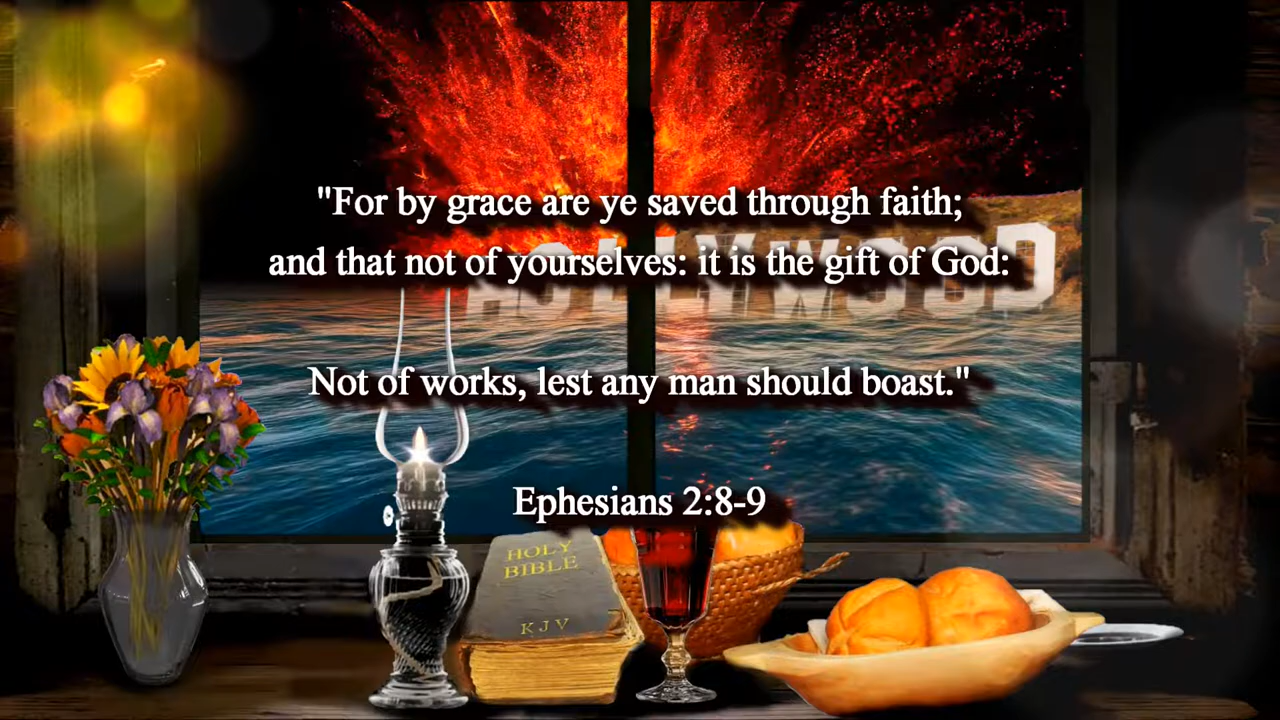 "For by grace are ye saved through faith;
and that not of yourselves: it is the gift of God:
HOLLYWOOD
Not of works, lest any man should boast."
Ephesians 2:8-9
HOLY
BIBLE
KJV